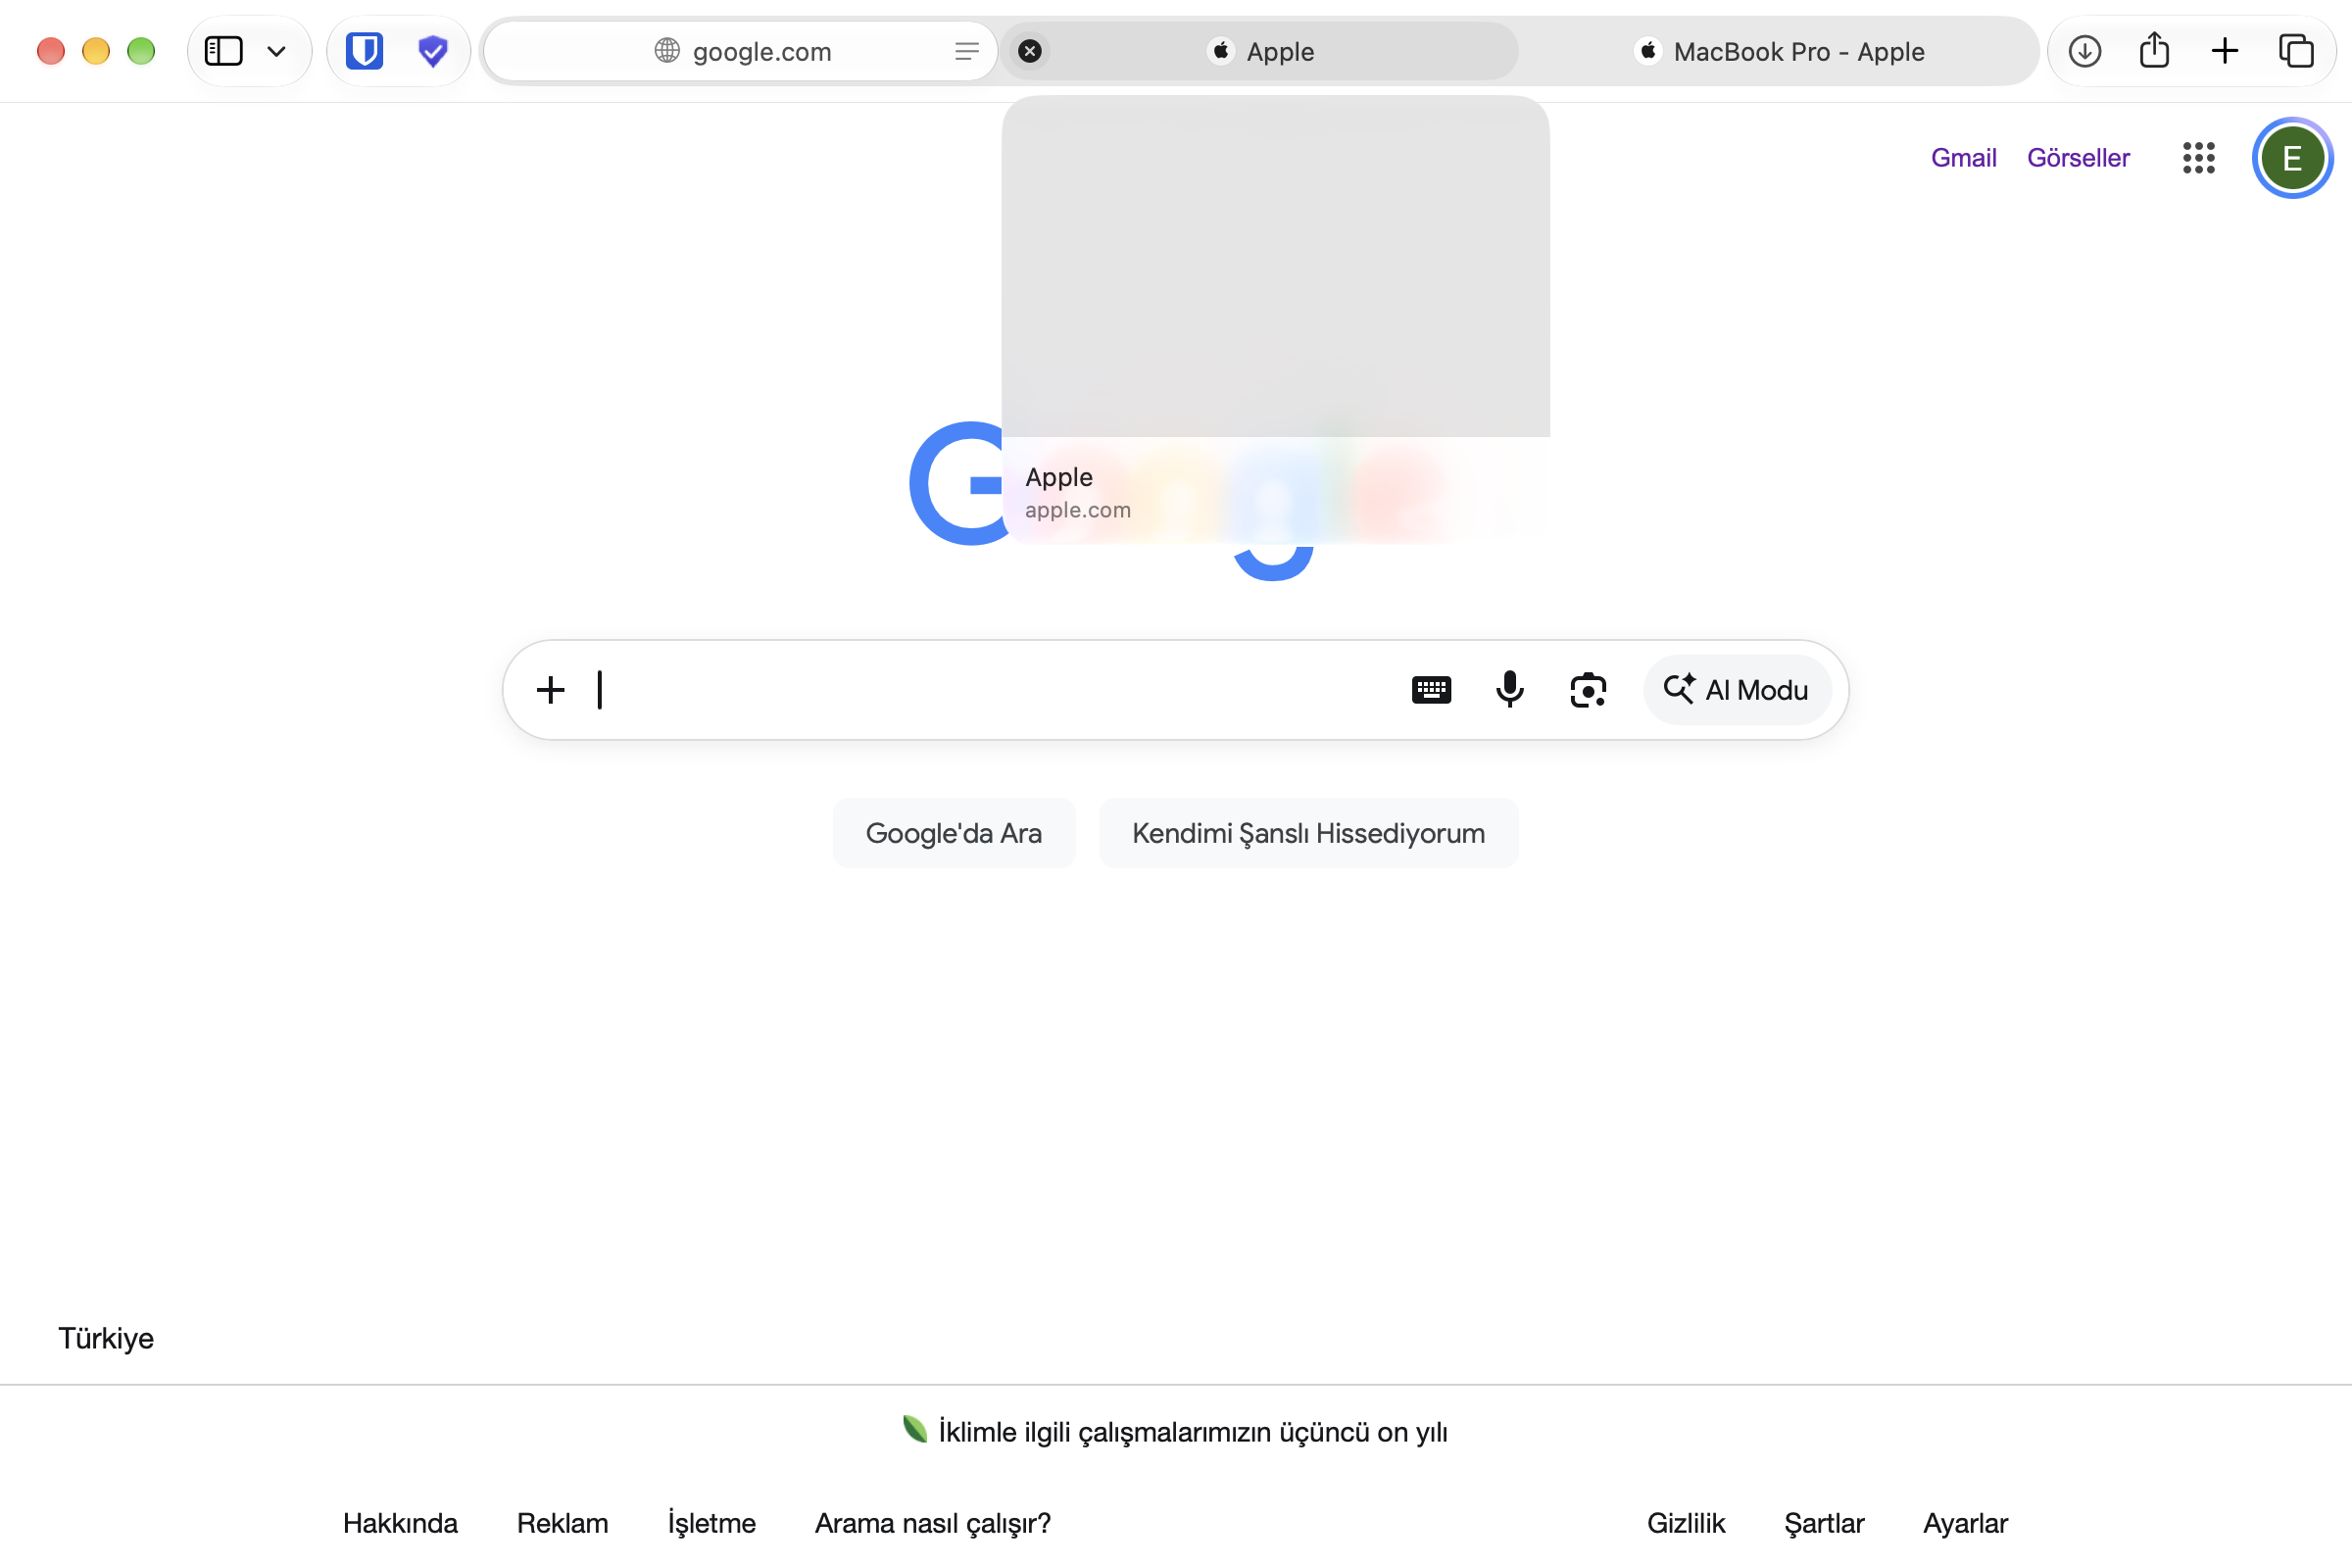 google.com
Apple
MacBook Pro - Apple
Gmail Görseller
E
Apple
apple.com
AI Modu
Google'da Ara
Kendimi Şanslı Hissediyorum
Türkiye
İklimle ilgili çalışmalarımızın üçüncü on yılı
Hakkında Reklam İşletme Arama nasıl çalışır? Gizlilik Şartlar Ayarlar